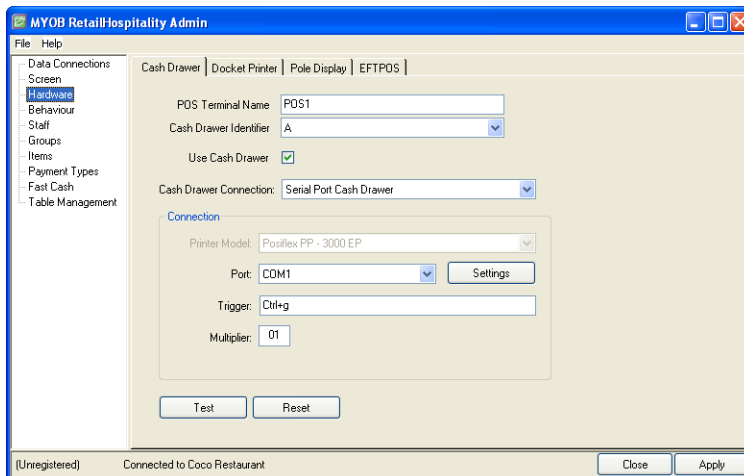 MYOB RetailHospitality Admin
File Help
Data Connections
Screen
Hardware
Behaviour
Staff
Groups
Items
Payment Types
Fast Cash
Table Management
Cash Drawer Docket Printer Pole Display EFTPOS
POS Terminal Name POS1
Cash Drawer Identifier A
Use Cash Drawer
Cash Drawer Connection: Serial Port Cash Drawer
Connection
Printer Model: Posiflex PP - 3000 EP
Port: COM1 Settings
Trigger: Ctrl+g
Multiplier: 01
Test Reset
(Unregistered) Connected to Coco Restaurant Close Apply